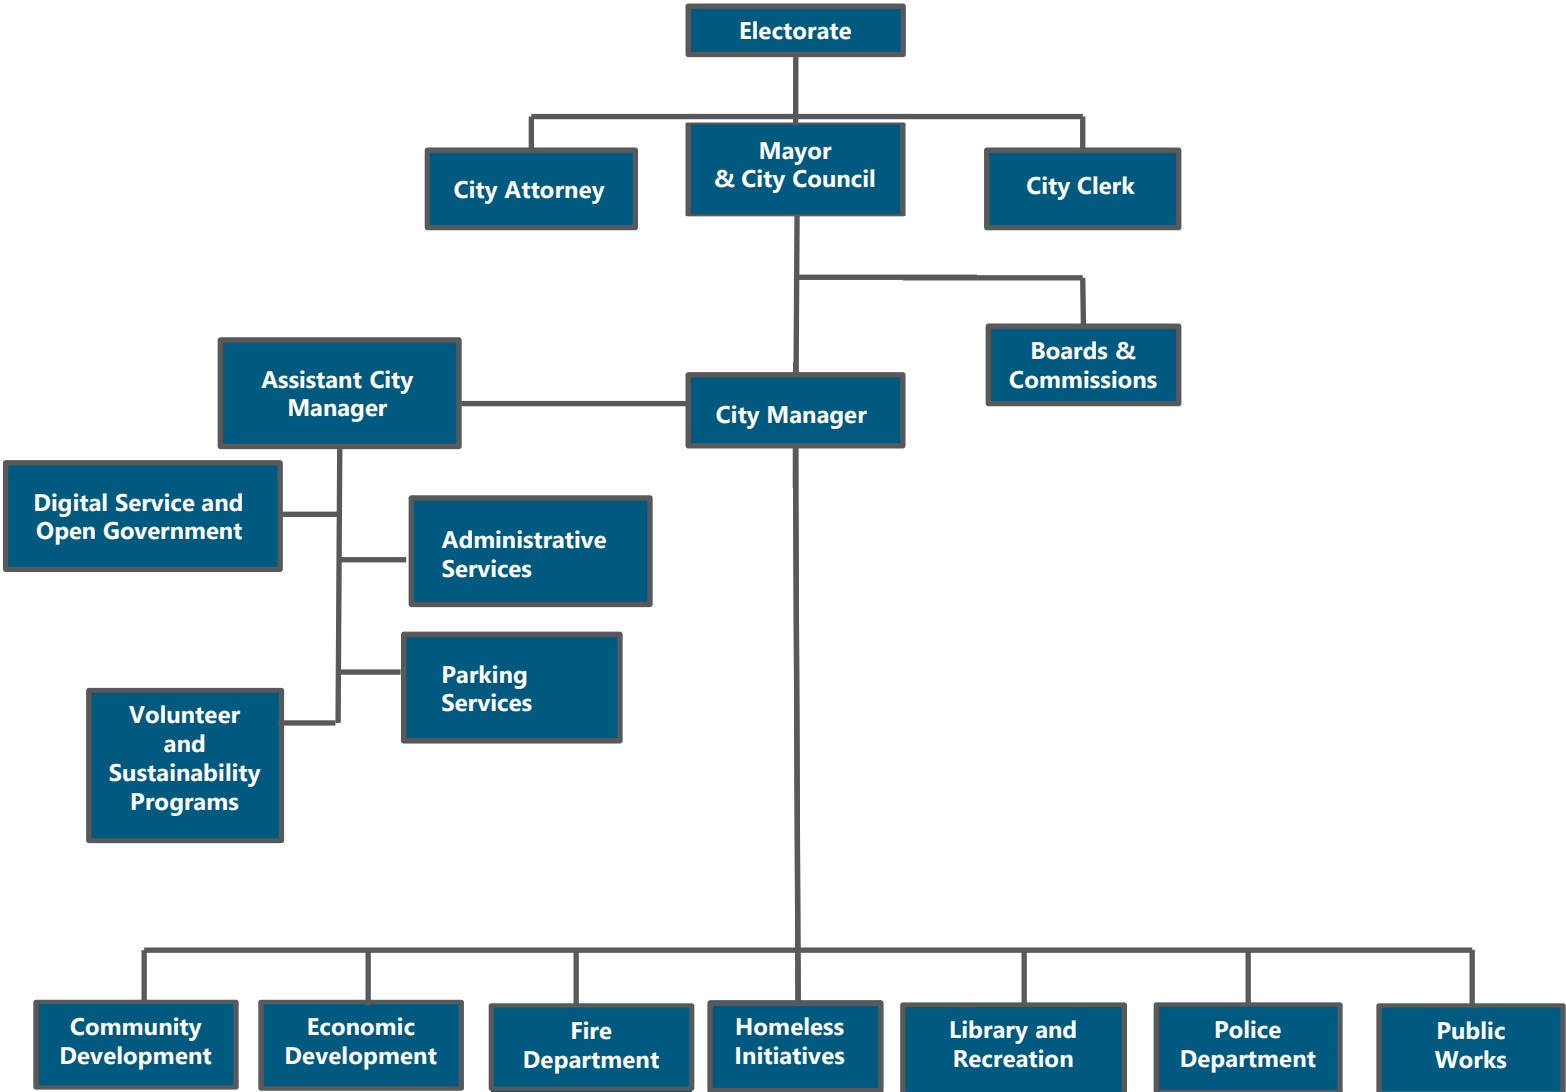 Electorate
City Attorney
Mayor
& City Council
City Clerk
Boards &
Commissions
Assistant City
Manager
City Manager
Digital Service and
Open Government
Administrative
Services
Parking
Services
Volunteer
and
Sustainability
Programs
Community
Development
Economic
Development
Fire
Department
Homeless
Initiatives
Library and
Recreation
Police
Department
Public
Works